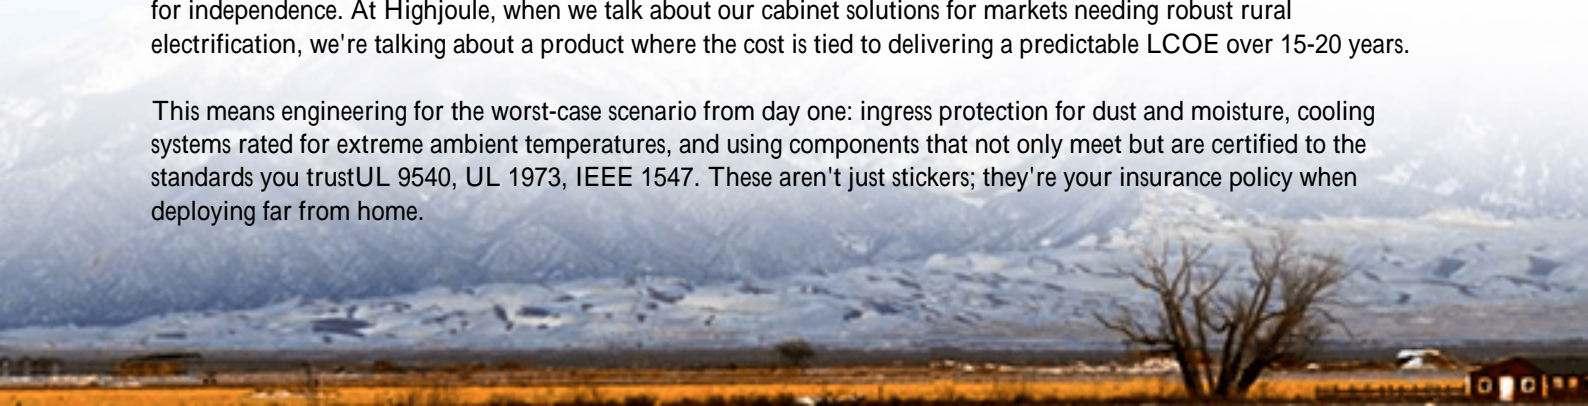 for independence. At Highjoule, when we talk about our cabinet solutions for markets needing robust rural
electrification, we're talking about a product where the cost is tied to delivering a predictable LCOE over 15-20 years.
This means engineering for the worst-case scenario from day one: ingress protection for dust and moisture, cooling
systems rated for extreme ambient temperatures, and using components that not only meet but are certified to the
standards you trustUL 9540, UL 1973, IEEE 1547. These aren't just stickers; they're your insurance policy when
deploying far from home.